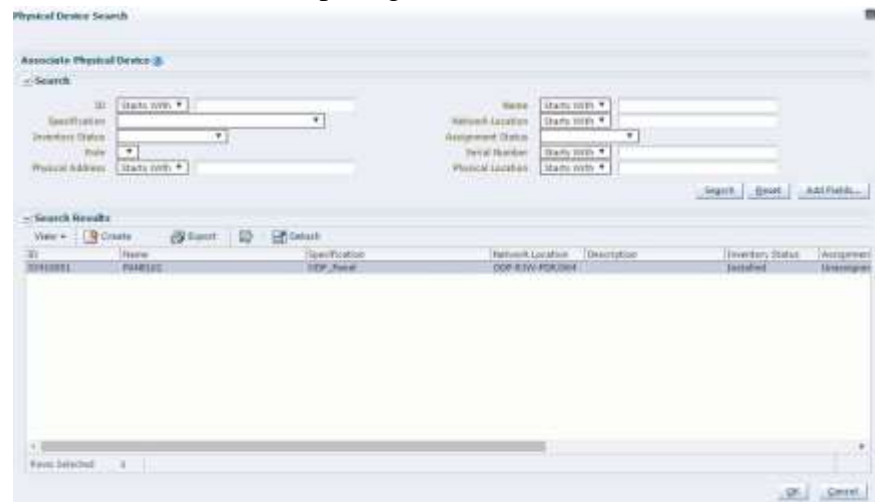 Physical Device Search
Associate Physical Device
Search
ID Starts With Name Starts With
Specification Network Location Starts With
Inventory Status Assignment Status
Role Serial Number Starts With
Physical Address Starts With Physical Location Starts With
Search Reset Add Fields...
Search Results
View Create Export Detach
ID Name Specification Network Location Description Inventory Status
ODF_Panel Installed
Rows Selected 1
OK Cancel